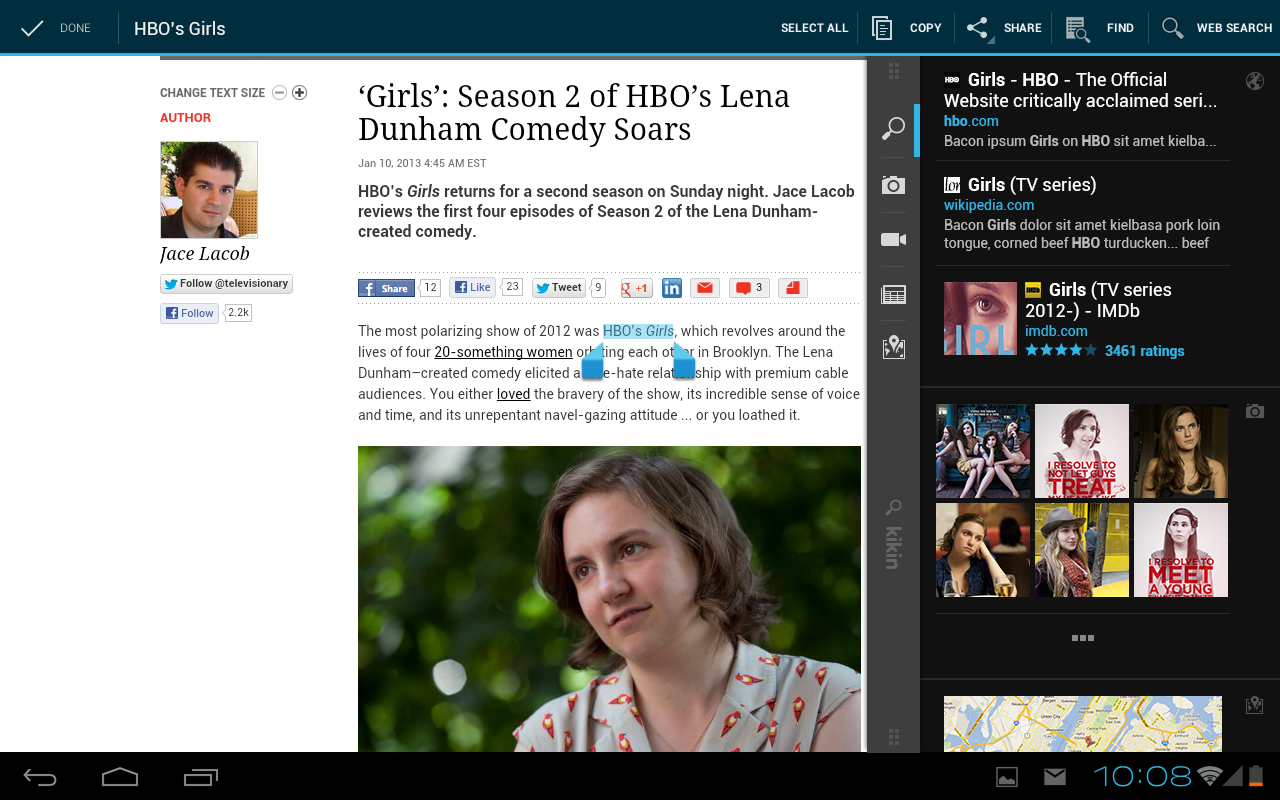 DONE
HBO's Girls
SELECT ALL
COPY
SHARE
FIND
WEB SEARCH
CHANGE TEXT SIZE
AUTHOR
Jace Lacob
Follow @televisionary
Follow
2.2k
‘Girls’: Season 2 of HBO’s Lena
Dunham Comedy Soars
Jan 10, 2013 4:45 AM EST
HBO’s Girls returns for a second season on Sunday night. Jace Lacob
reviews the first four episodes of Season 2 of the Lena Dunham-
created comedy.
Share 12
Like 23
Tweet 9
+1
in
3
The most polarizing show of 2012 was HBO’s Girls, which revolves around the
lives of four 20-something women orbiting each other in Brooklyn. The Lena
Dunham–created comedy elicited a love-hate relationship with premium cable
audiences. You either loved the bravery of the show, its incredible sense of voice
and time, and its unrepentant navel-gazing attitude ... or you loathed it.
kikin
HBO
Girls - HBO - The Official
Website critically acclaimed seri...
hbo.com
Bacon ipsum Girls on HBO sit amet kielba...
Girls (TV series)
wikipedia.com
Bacon Girls dolor sit amet kielbasa pork loin
tongue, corned beef HBO turducken... beef
IMDb
Girls (TV series
2012-) - IMDb
imdb.com
3461 ratings
I RESOLVE TO
NOT LET GUYS
TREAT
I RESOLVE TO
MEET
A YOUNG
Union City
10:08